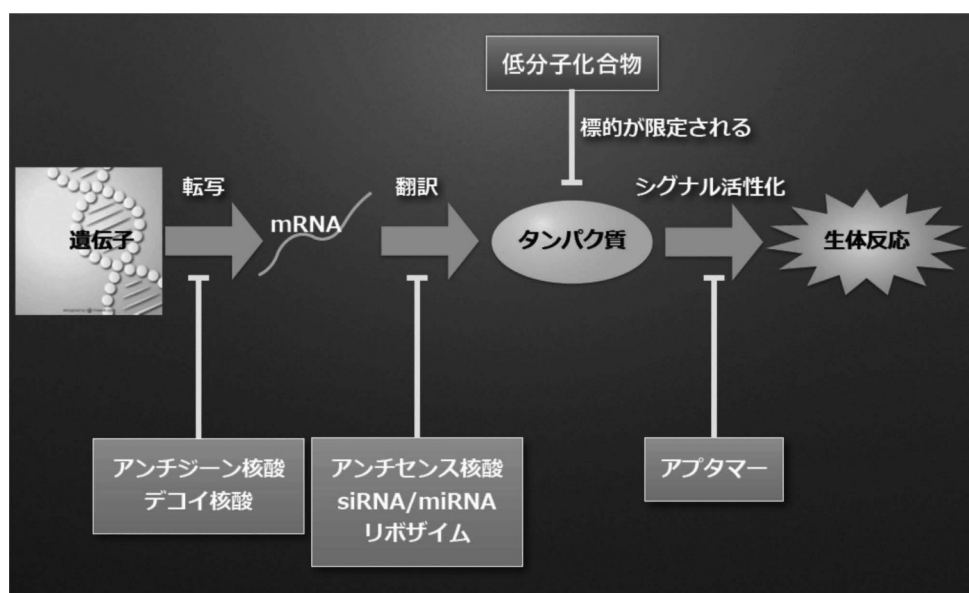 低分子化合物
標的が限定される
転写
翻訳
シグナル活性化
遺伝子
mRNA
タンパク質
生体反応
アンチジーン核酸
デコイ核酸
アンチセンス核酸
siRNA/miRNA
リボザイム
アプタマー